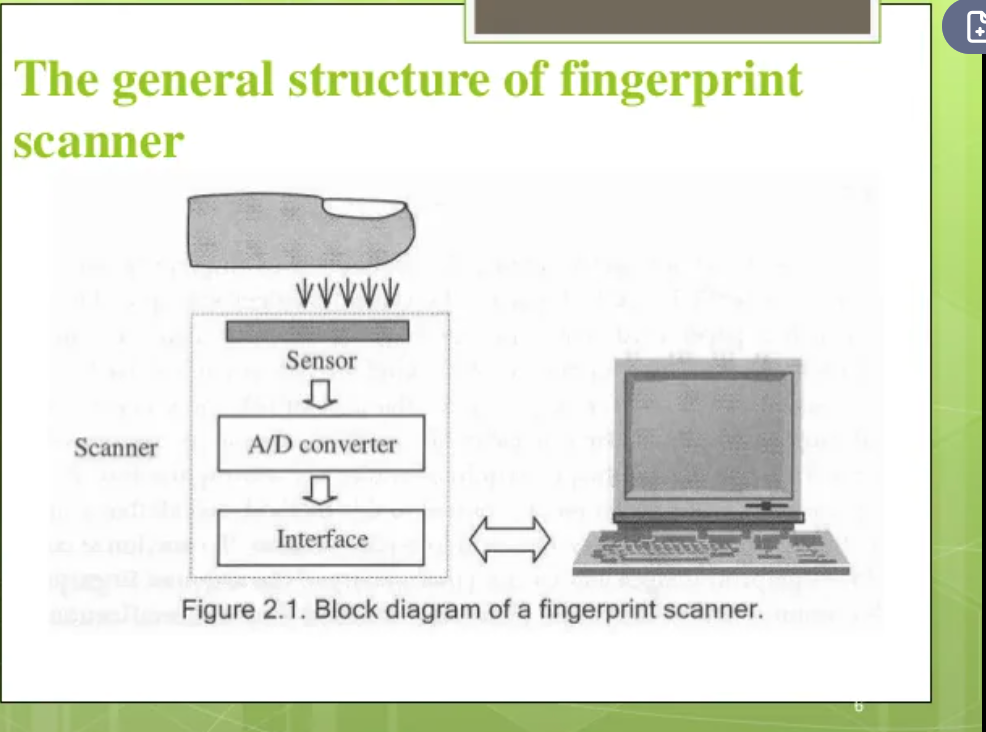 The general structure of fingerprint
scanner
Sensor
Scanner
A/D converter
Interface
Figure 2.1. Block diagram of a fingerprint scanner.
6